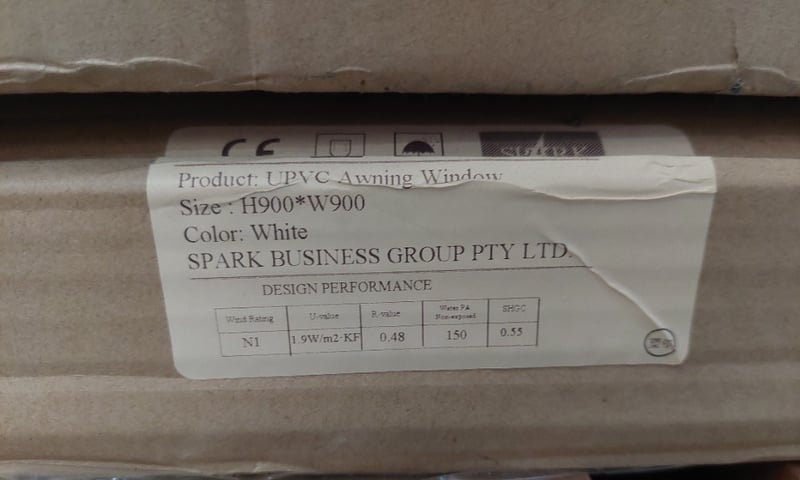 CE
SPARK
Product: UPVC Awning Window
Size : H900*W900
Color: White
SPARK BUSINESS GROUP PTY LTD.
DESIGN PERFORMANCE
Wind Rating U-value R-value Water PA Non-exposed SHGC
N1 1.9W/m2·KF 0.48 150 0.55